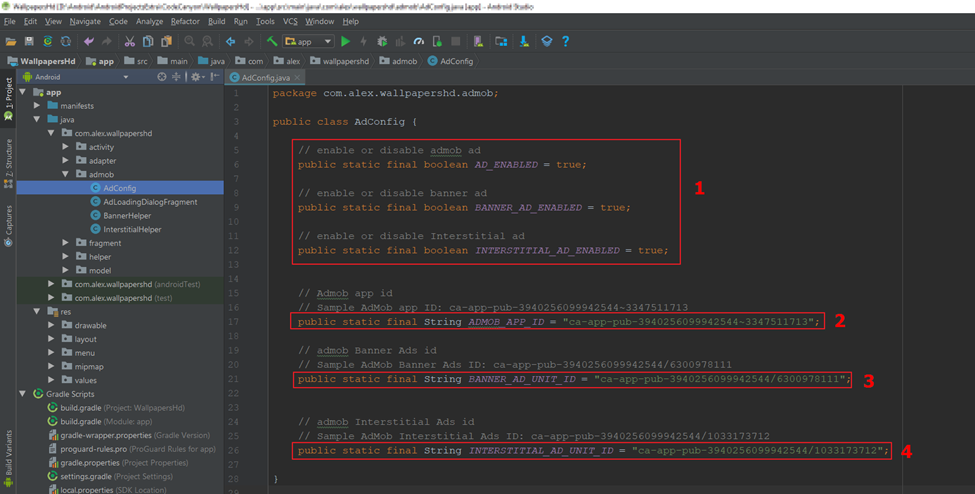 WallpapersHd - [D:\Android\AndroidProjects\Extra\CodeCanyon\WallpapersHd] - ...\app\src\main\java\com\alex\wallpapershd\admob\AdConfig.java [app] - Android Studio
File Edit View Navigate Code Analyze Refactor Build Run Tools VCS Window Help
app
WallpapersHd app src main java com alex wallpapershd admob AdConfig
Android
AdConfig.java
1: Project
7: Structure
Captures
Build Variants
app
manifests
java
com.alex.wallpapershd
activity
adapter
admob
AdConfig
AdLoadingDialogFragment
BannerHelper
InterstitialHelper
fragment
helper
model
com.alex.wallpapershd (androidTest)
com.alex.wallpapershd (test)
res
drawable
layout
menu
mipmap
values
Gradle Scripts
build.gradle (Project: WallpapersHd)
build.gradle (Module: app)
gradle-wrapper.properties (Gradle Version)
proguard-rules.pro (ProGuard Rules for app)
gradle.properties (Project Properties)
settings.gradle (Project Settings)
local.properties (SDK Location)
1 package com.alex.wallpapershd.admob;
2
3 public class AdConfig {
4
5 // enable or disable admob ad
6 public static final boolean AD_ENABLED = true;
7
8 // enable or disable banner ad
9 public static final boolean BANNER_AD_ENABLED = true;
10
11 // enable or disable Interstitial ad
12 public static final boolean INTERSTITIAL_AD_ENABLED = true;
13
1
14
15 // Admob app id
16 // Sample AdMob app ID: ca-app-pub-3940256099942544~3347511713
17 public static final String ADMOB_APP_ID = "ca-app-pub-3940256099942544~3347511713";
2
18
19 // admob Banner Ads id
20 // Sample AdMob Banner Ads ID: ca-app-pub-3940256099942544/6300978111
21 public static final String BANNER_AD_UNIT_ID = "ca-app-pub-3940256099942544/6300978111";
3
22
23
24 // admob Interstitial Ads id
25 // Sample AdMob Interstitial Ads ID: ca-app-pub-3940256099942544/1033173712
26 public static final String INTERSTITIAL_AD_UNIT_ID = "ca-app-pub-3940256099942544/1033173712";
4
27
28 }
29